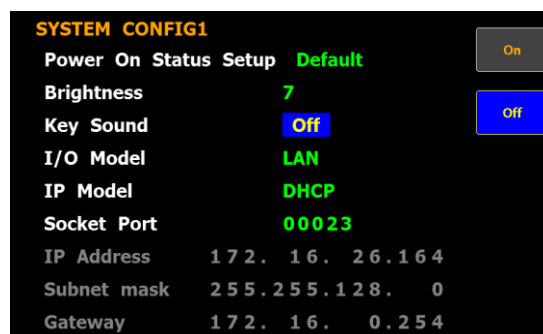 SYSTEM CONFIG1
Power On Status Setup Default
Brightness 7
Key Sound Off
I/O Model LAN
IP Model DHCP
Socket Port 00023
IP Address 172. 16. 26.164
Subnet mask 255.255.128. 0
Gateway 172. 16. 0.254
On
Off